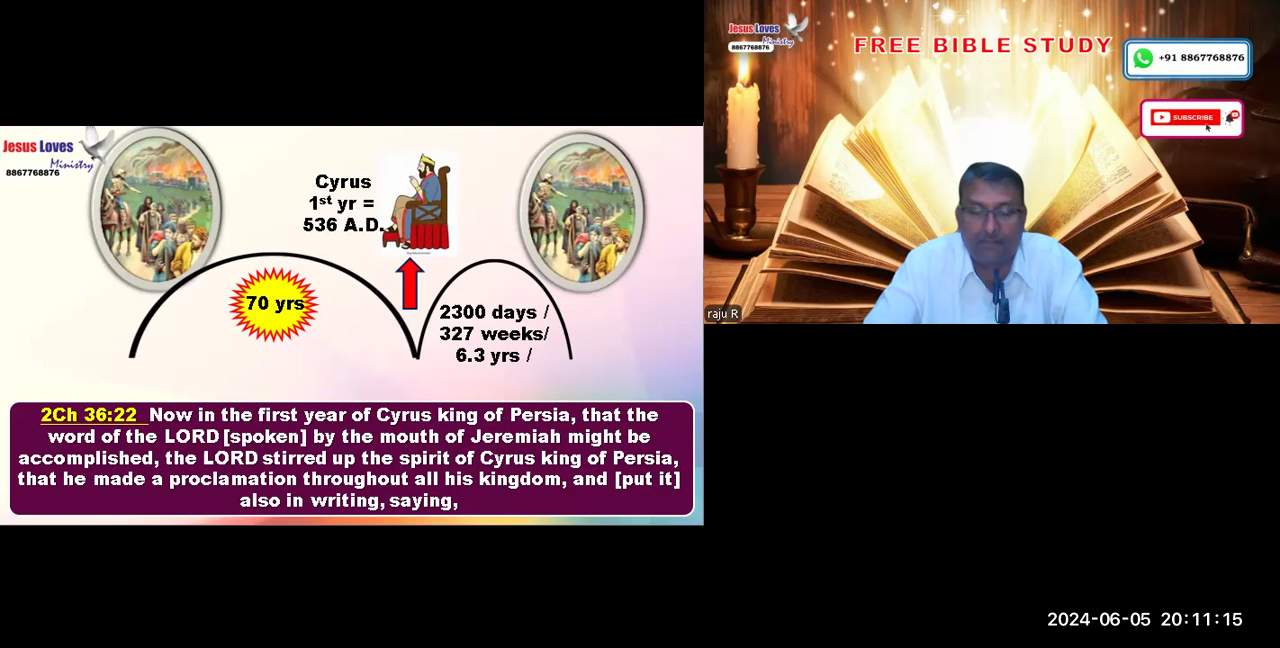 Jesus Loves
Ministry
8867768876
Cyrus
1st yr =
536 A.D.
70 yrs
2300 days /
327 weeks/
6.3 yrs /
2Ch 36:22 Now in the first year of Cyrus king of Persia, that the
word of the LORD [spoken] by the mouth of Jeremiah might be
accomplished, the LORD stirred up the spirit of Cyrus king of Persia,
that he made a proclamation throughout all his kingdom, and [put it]
also in writing, saying,
Jesus Loves
Ministry
8867768876
FREE BIBLE STUDY
+91 8867768876
SUBSCRIBE
raju R
2024-06-05 20:11:15